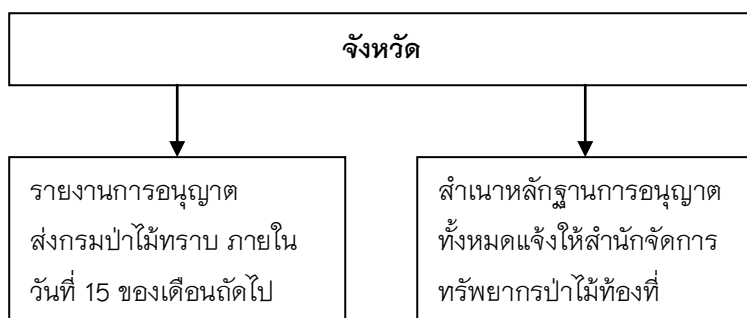 จังหวัด
รายงานการอนุญาต
ส่งกรมป่าไม้ทราบ ภายใน
วันที่ 15 ของเดือนถัดไป
สำเนาหลักฐานการอนุญาต
ทั้งหมดแจ้งให้สำนักจัดการ
ทรัพยากรป่าไม้ท้องที่